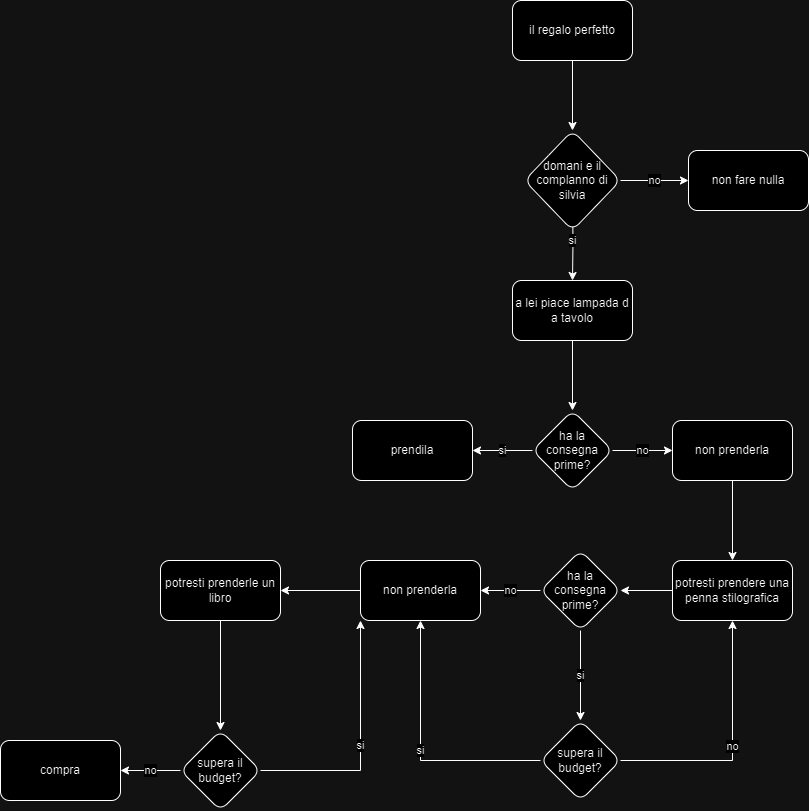 il regalo perfetto
domani e il
complanno di
silvia
no
non fare nulla
si
a lei piace lampada d
a tavolo
prendila
si
ha la
consegna
prime?
no
non prenderla
potresti prenderle un
libro
non prenderla
no
ha la
consegna
prime?
potresti prendere una
penna stilografica
si
compra
no
supera il
budget?
si
si
supera il
budget?
no